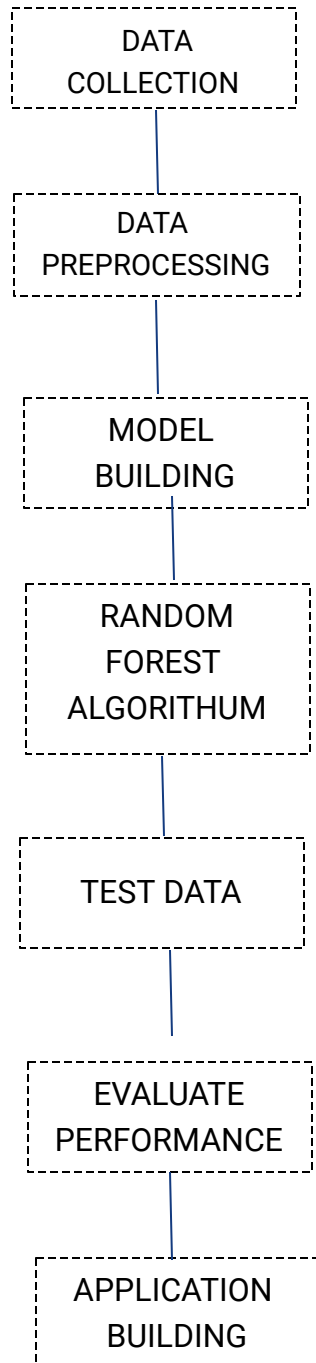 DATA
COLLECTION
DATA
PREPROCESSING
MODEL
BUILDING
RANDOM
FOREST
ALGORITHUM
TEST DATA
EVALUATE
PERFORMANCE
APPLICATION
BUILDING